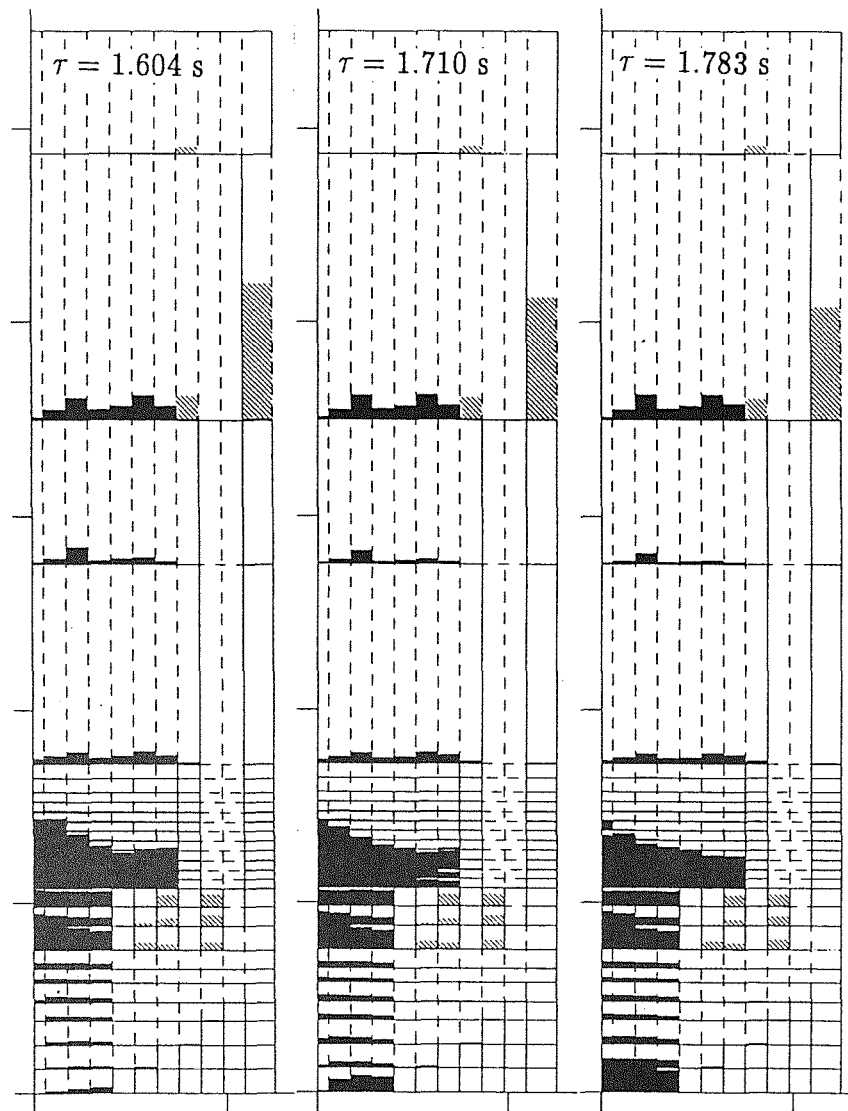 τ = 1.604 s
τ = 1.710 s
τ = 1.783 s